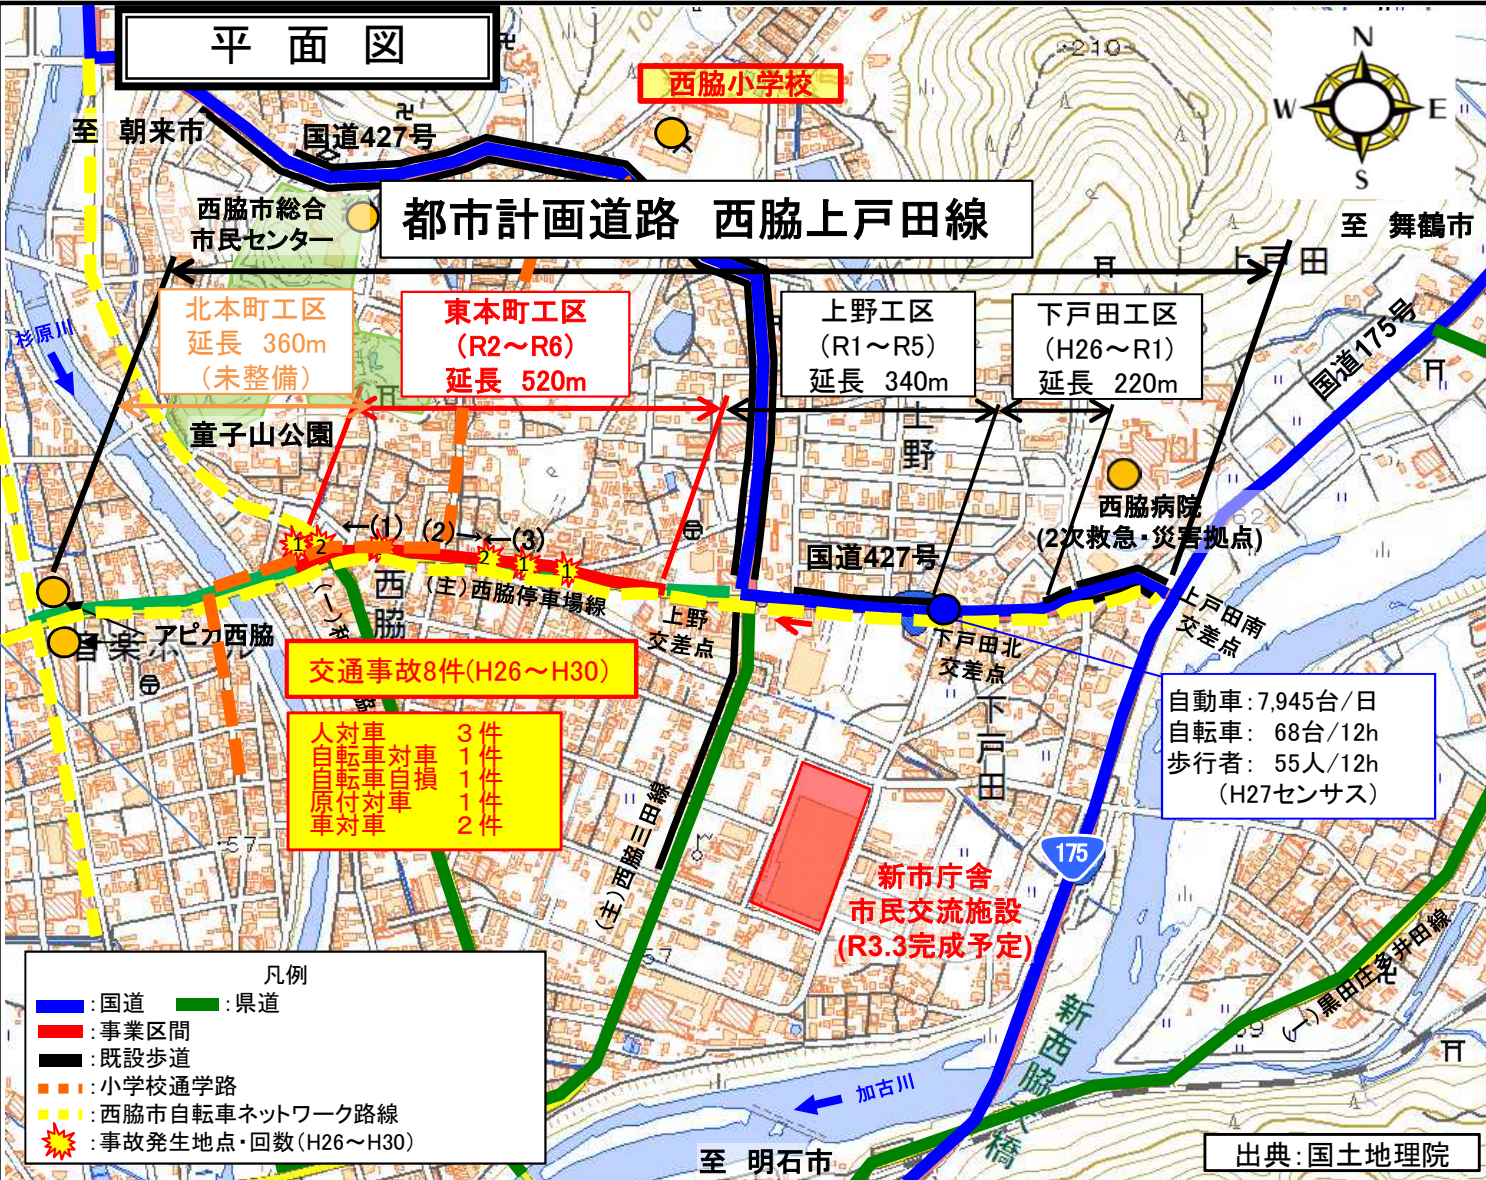 平面図
N
W
E
S
210
100
西脇小学校
至 朝来市
国道427号
西脇市総合
市民センター
都市計画道路 西脇上戸田線
至 舞鶴市
上戸田
北本町工区
延長 360m
(未整備)
東本町工区
(R2～R6)
延長 520m
上野工区
(R1～R5)
延長 340m
下戸田工区
(H26～R1)
延長 220m
杉原川
国道175号
童子山公園
上野
西脇病院
(2次救急・災害拠点)
62
←(1)
(2)→
←(3)
1
2
2
1
1
西脇
(主)西脇停車場線
国道427号
上野
交差点
下戸田北
交差点
上戸田南
交差点
アピカ西脇
音楽ホール
交通事故8件(H26～H30)
人対車 3件
自転車対車 1件
自転車自損 1件
原付対車 1件
車対車 2件
下戸田
自動車:7,945台/日
自転車: 68台/12h
歩行者: 55人/12h
(H27センサス)
57
(主)西脇三田線
175
新市庁舎
市民交流施設
(R3.3完成予定)
57
(一)黒田庄多井田線
新西脇大橋
加古川
至 明石市
凡例
:国道
:県道
:事業区間
:既設歩道
:小学校通学路
:西脇市自転車ネットワーク路線
:事故発生地点・回数(H26～H30)
出典:国土地理院